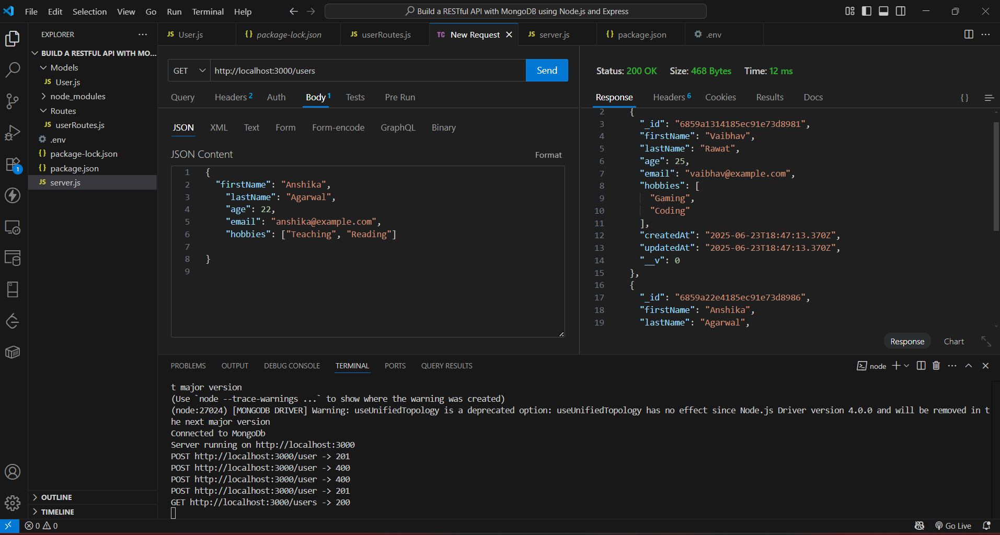 File Edit Selection View Go Run Terminal Help
Build a RESTful API with MongoDB using Node.js and Express
EXPLORER
JS User.js
{} package-lock.json
JS userRoutes.js
TC New Request
JS server.js
{} package.json
.env
BUILD A RESTFUL API WITH MO...
Models
JS User.js
node_modules
Routes
JS userRoutes.js
.env
{} package-lock.json
{} package.json
JS server.js
1
OUTLINE
TIMELINE
GET http://localhost:3000/users Send
Query Headers 2 Auth Body 1 Tests Pre Run
JSON XML Text Form Form-encode GraphQL Binary
JSON Content Format
1 {
2 "firstName": "Anshika",
3 "lastName": "Agarwal",
4 "age": 22,
5 "email": "anshika@example.com",
6 "hobbies": ["Teaching", "Reading"]
7
8 }
9
Status: 200 OK Size: 468 Bytes Time: 12 ms
Response Headers 6 Cookies Results Docs {}
2 {
3 "_id": "6859a1314185ec91e73d8981",
4 "firstName": "Vaibhav",
5 "lastName": "Rawat",
6 "age": 25,
7 "email": "vaibhav@example.com",
8 "hobbies": [
9 "Gaming",
10 "Coding"
11 ],
12 "createdAt": "2025-06-23T18:47:13.370Z",
13 "updatedAt": "2025-06-23T18:47:13.370Z",
14 "__v": 0
15 },
16 {
17 "_id": "6859a22e4185ec91e73d8986",
18 "firstName": "Anshika",
19 "lastName": "Agarwal",
Response Chart
PROBLEMS OUTPUT DEBUG CONSOLE TERMINAL PORTS QUERY RESULTS
node
t major version
(Use `node --trace-warnings ...` to show where the warning was created)
(node:27024) [MONGODB DRIVER] Warning: useUnifiedTopology is a deprecated option: useUnifiedTopology has no effect since Node.js Driver version 4.0.0 and will be removed in t
he next major version
Connected to MongoDb
Server running on http://localhost:3000
POST http://localhost:3000/user -> 201
POST http://localhost:3000/user -> 400
POST http://localhost:3000/user -> 400
POST http://localhost:3000/user -> 201
GET http://localhost:3000/users -> 200
0 0
Go Live